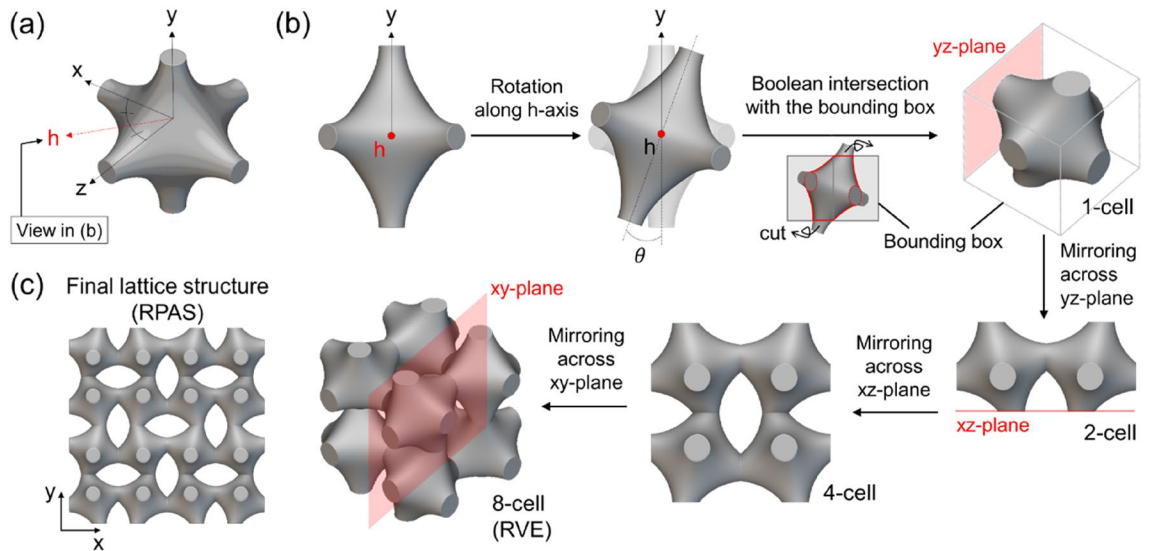 (a)
y
x
h
z
View in (b)
(b)
y
h
Rotation
along h-axis
y
h
θ
Boolean intersection
with the bounding box
cut
Bounding box
yz-plane
1-cell
Mirroring
across
yz-plane
(c)
Final lattice structure
(RPAS)
y
x
xy-plane
8-cell
(RVE)
Mirroring
across
xy-plane
4-cell
Mirroring
across
xz-plane
xz-plane
2-cell